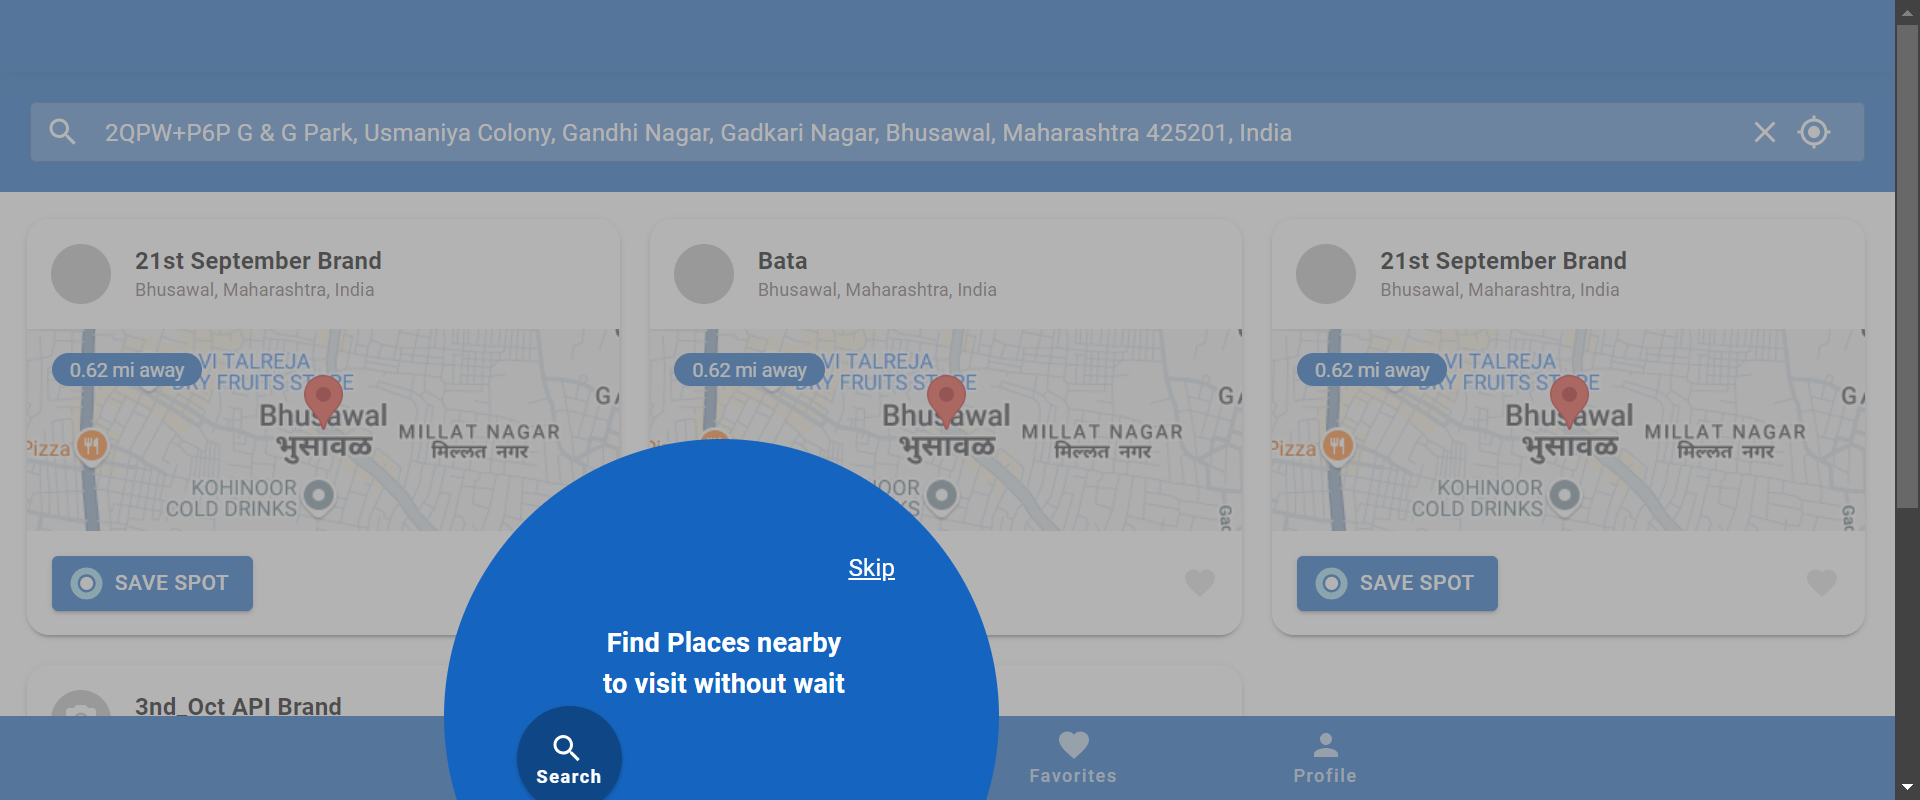 2QPW+P6P G & G Park, Usmaniya Colony, Gandhi Nagar, Gadkari Nagar, Bhusawal, Maharashtra 425201, India
21st September Brand
Bhusawal, Maharashtra, India
0.62 mi away
VI TALREJA
DRY FRUITS STORE
GA
Bhusawal
भुसावळ
MILLAT NAGAR
मिल्लत नगर
Pizza
KOHINOOR
COLD DRINKS
SAVE SPOT
Bata
Bhusawal, Maharashtra, India
0.62 mi away
VI TALREJA
DRY FRUITS STORE
GA
Bhusawal
भुसावळ
MILLAT NAGAR
मिल्लत नगर
OOR
KS
Gad
21st September Brand
Bhusawal, Maharashtra, India
0.62 mi away
VI TALREJA
DRY FRUITS STORE
GA
Bhusawal
भुसावळ
MILLAT NAGAR
मिल्लत नगर
Pizza
KOHINOOR
COLD DRINKS
Gad
SAVE SPOT
Skip
Find Places nearby
to visit without wait
3nd_Oct API Brand
Search
Favorites
Profile